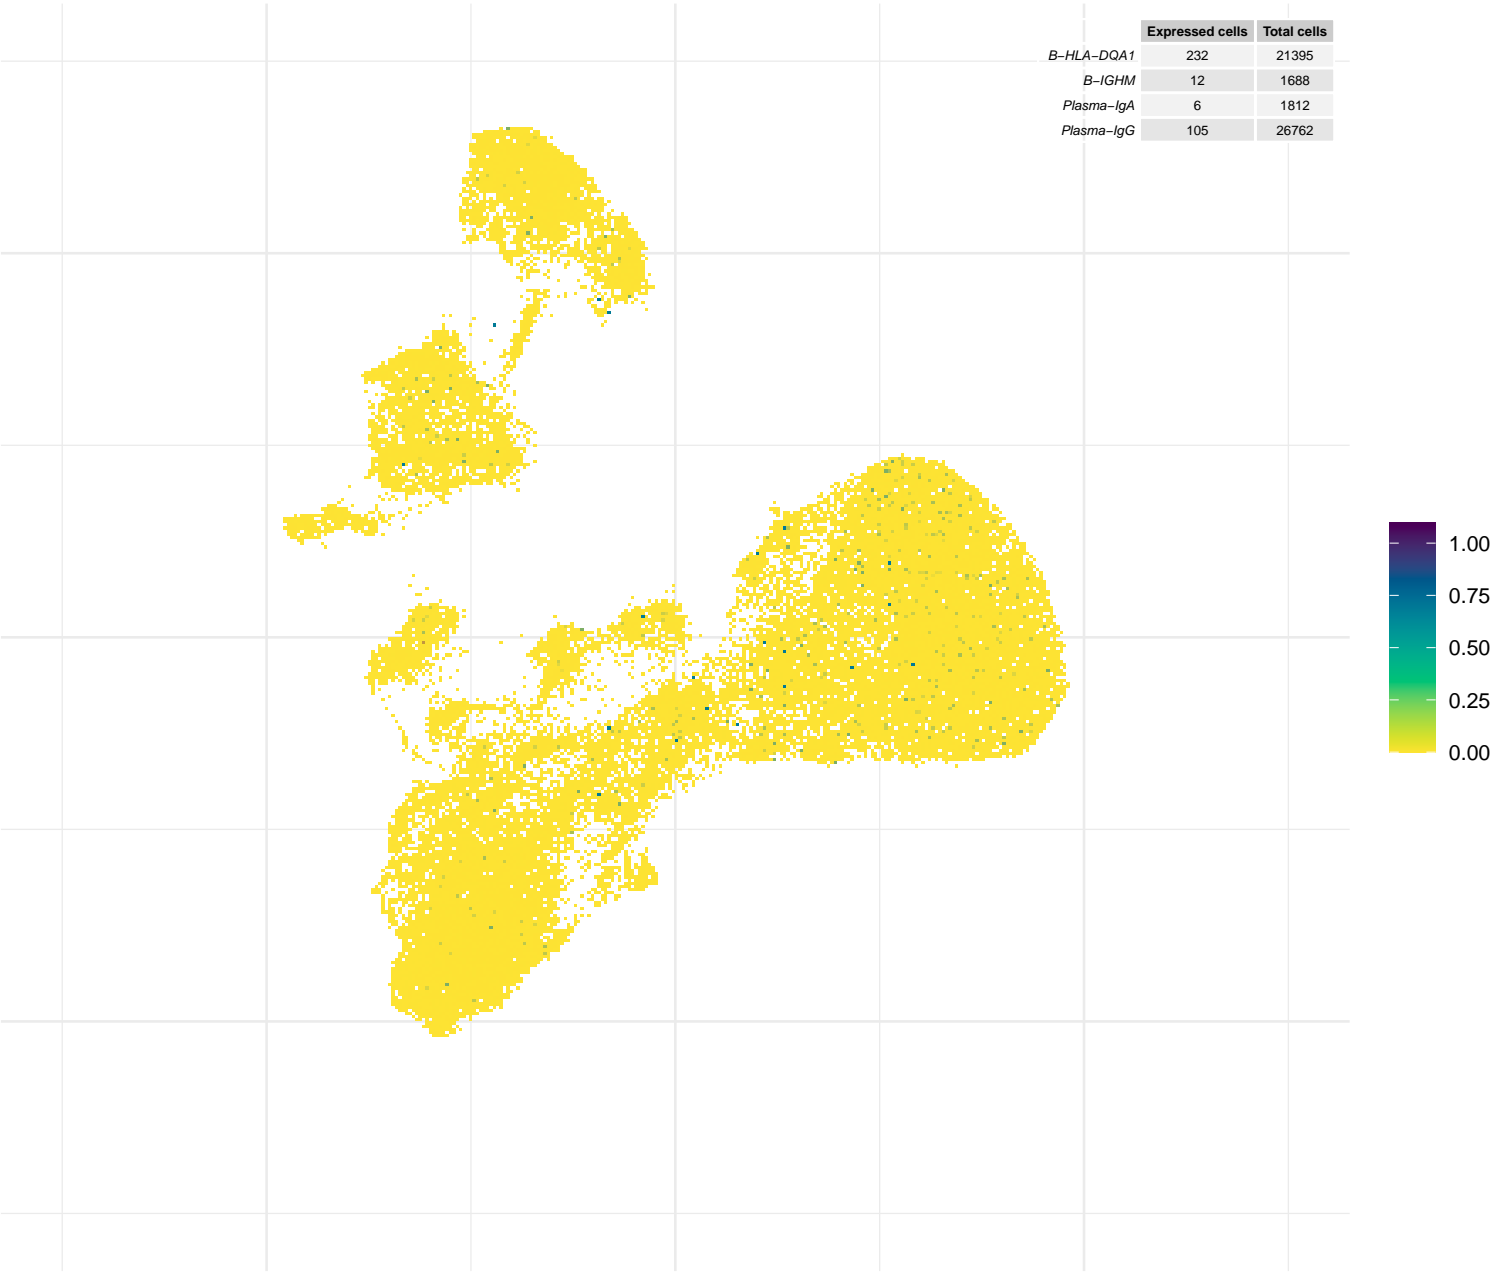 Expressed cells Total cells
B−HLA−DQA1 232 21395
B−IGHM 12 1688
Plasma−IgA 6 1812
Plasma−IgG 105 26762
1.00
0.75
0.50
0.25
0.00